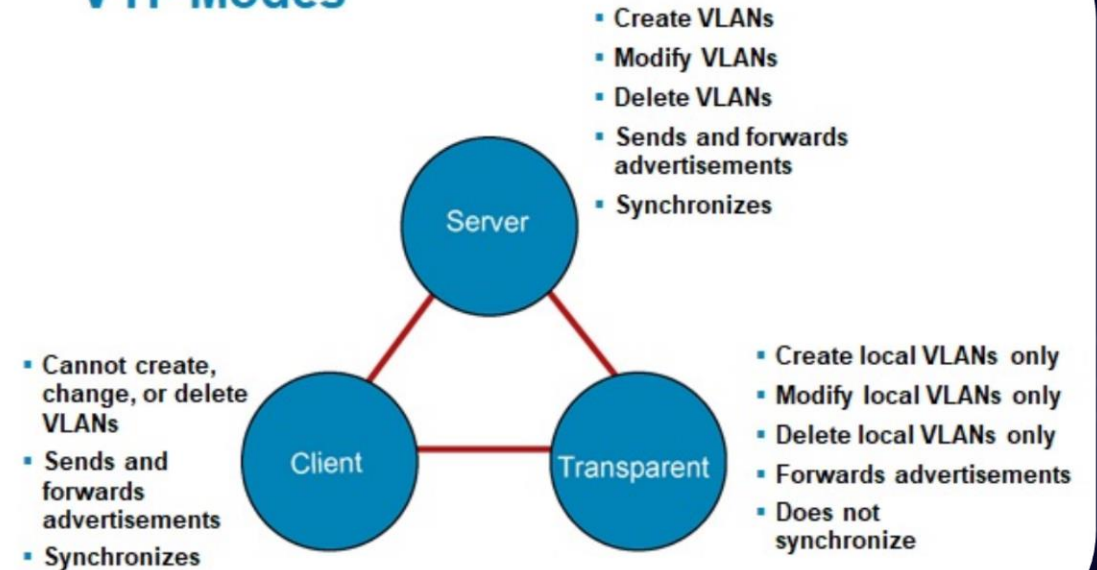 VTP Modes
Create VLANs
Modify VLANs
Delete VLANs
Sends and forwards
advertisements
Synchronizes
Server
Cannot create,
change, or delete
VLANs
Sends and
forwards
advertisements
Synchronizes
Client
Transparent
Create local VLANs only
Modify local VLANs only
Delete local VLANs only
Forwards advertisements
Does not
synchronize